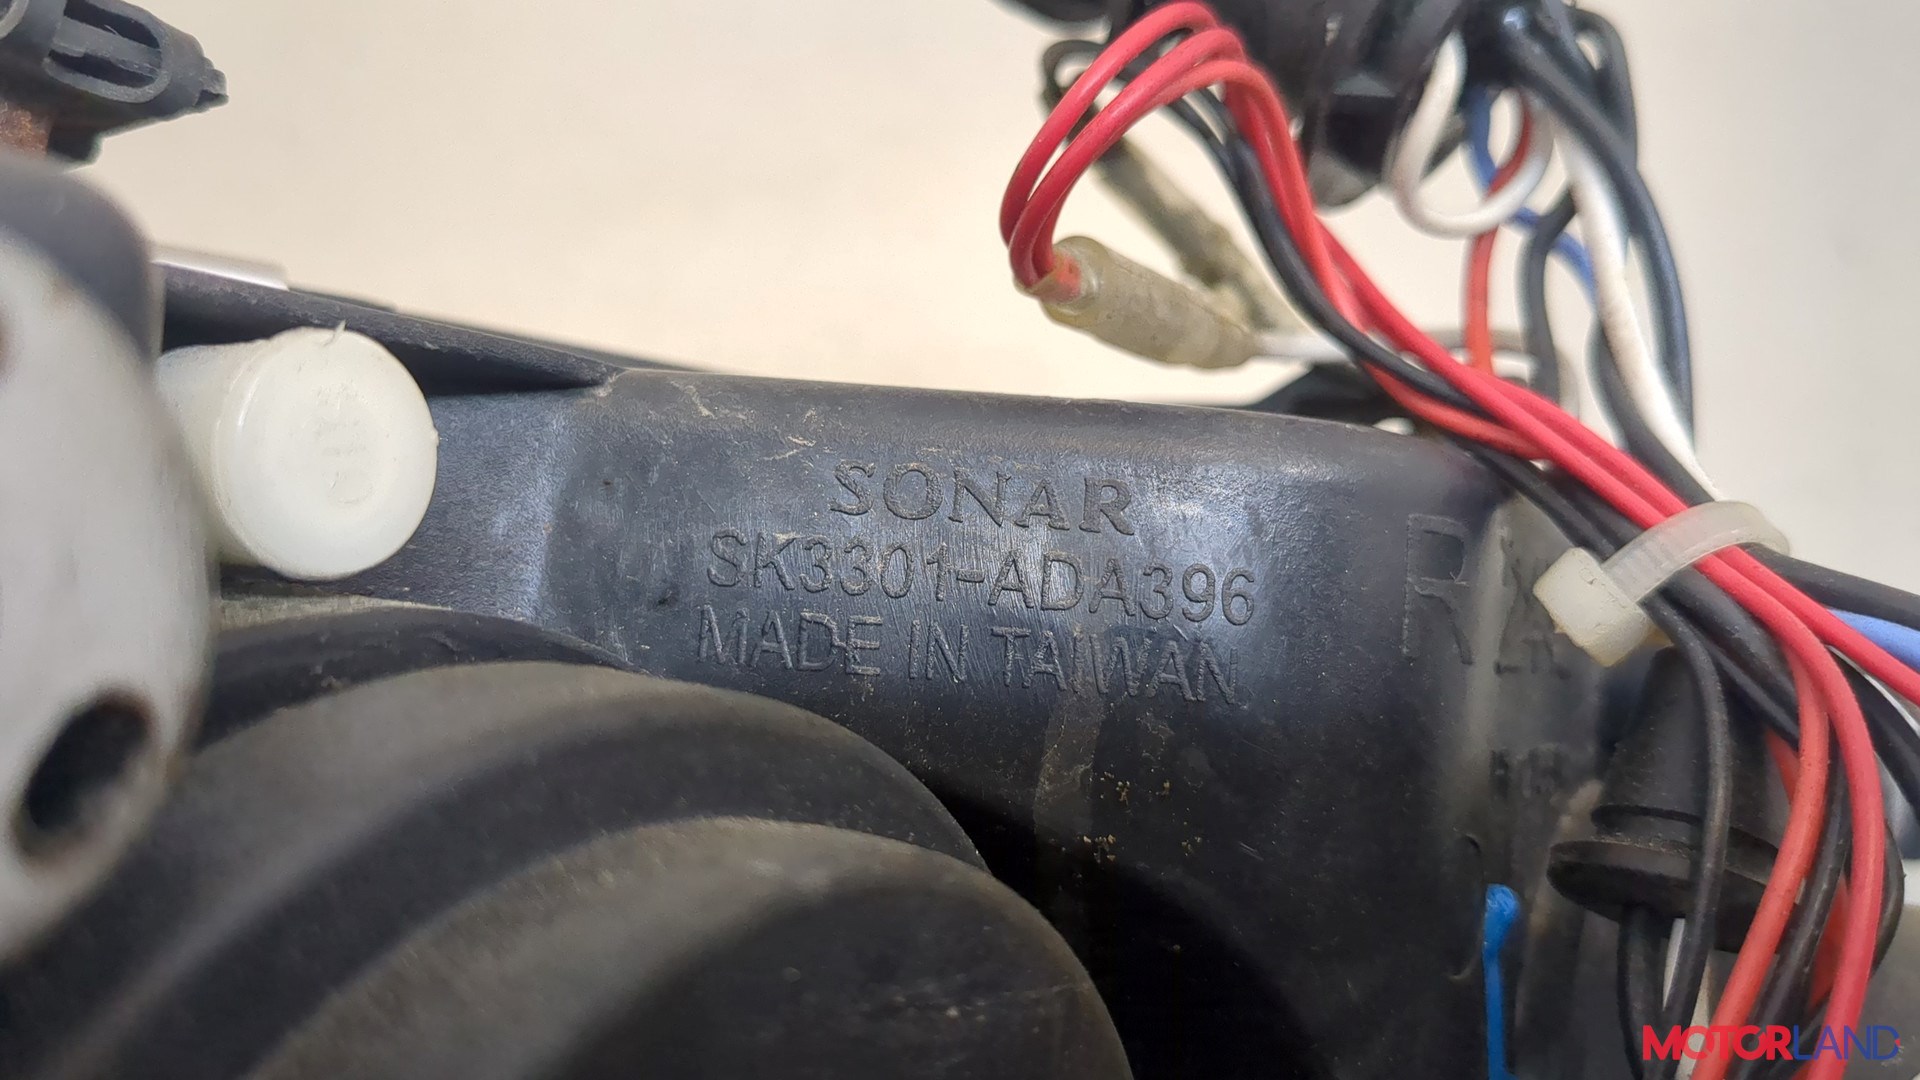 SONAR
SK3301-ADA396
MADE IN TAIWAN
R
MOTORLAND